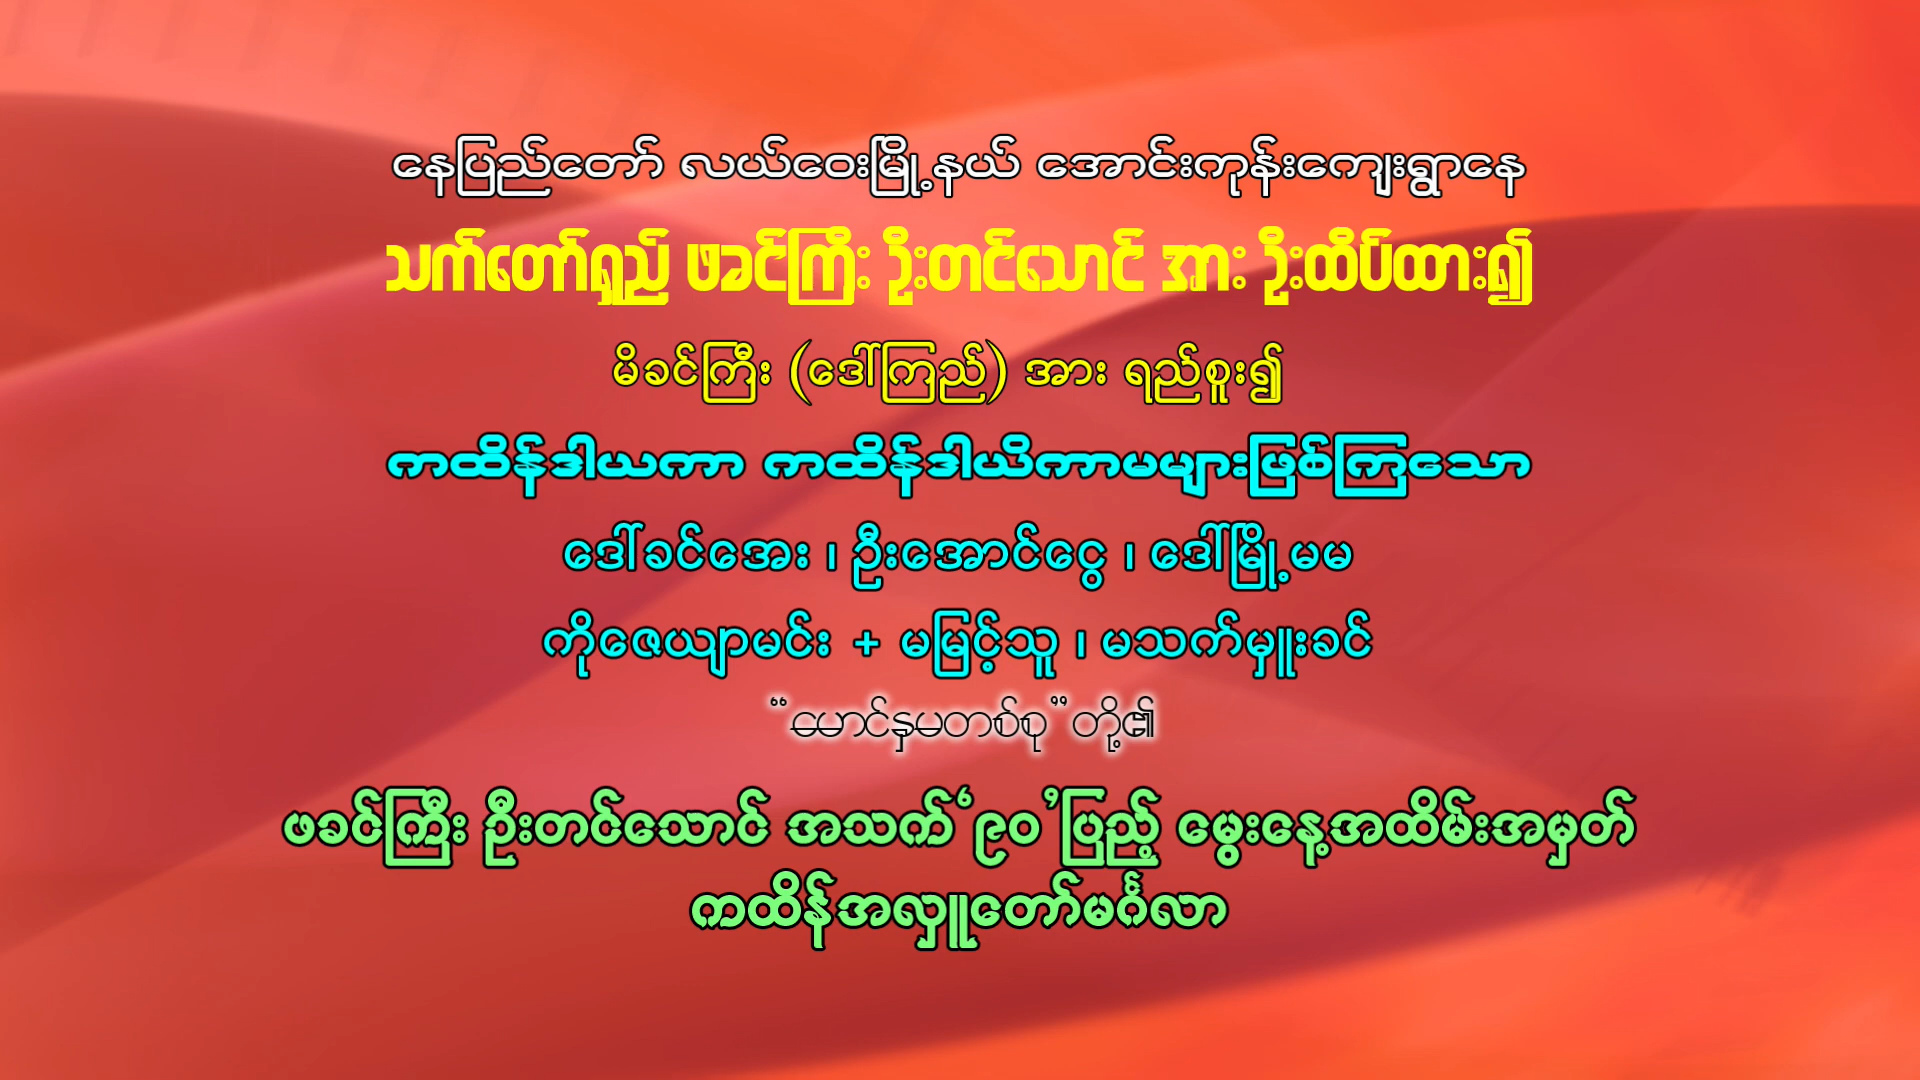 နေပြည်တော် လယ်ဝေးမြို့နယ် အောင်းကုန်းကျေးရွာနေ
သက်တော်ရှည် ဖခင်ကြီး ဦးတင်သောင် အား ဦးထိပ်ထား၍
မိခင်ကြီး (ဒေါ်ကြည်) အား ရည်စူး၍
ကထိန်ဒါယကာ ကထိန်ဒါယိကာမများဖြစ်ကြသော
ဒေါ်ခင်အေး ၊ ဦးအောင်ငွေ ၊ ဒေါ်မြို့မမ
ကိုဇေယျာမင်း + မမြင့်သူ ၊ မသက်မှူးခင်
“မောင်နှမတစ်စု”တို့၏
ဖခင်ကြီး ဦးတင်သောင် အသက်‘၉၀’ပြည့် မွေးနေ့အထိမ်းအမှတ်
ကထိန်အလှူတော်မင်္ဂလာ